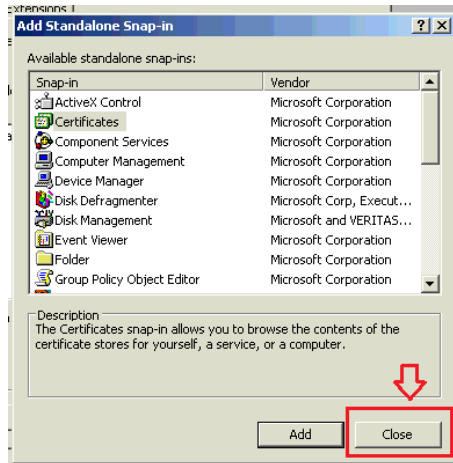 xtensions
Add Standalone Snap-in
Available standalone snap-ins:
Snap-in Vendor
ActiveX Control Microsoft Corporation
Certificates Microsoft Corporation
Component Services Microsoft Corporation
Computer Management Microsoft Corporation
Device Manager Microsoft Corporation
Disk Defragmenter Microsoft Corp, Execut...
Disk Management Microsoft and VERITAS...
Event Viewer Microsoft Corporation
Folder Microsoft Corporation
Group Policy Object Editor Microsoft Corporation
Description
The Certificates snap-in allows you to browse the contents of the
certificate stores for yourself, a service, or a computer.
Add Close